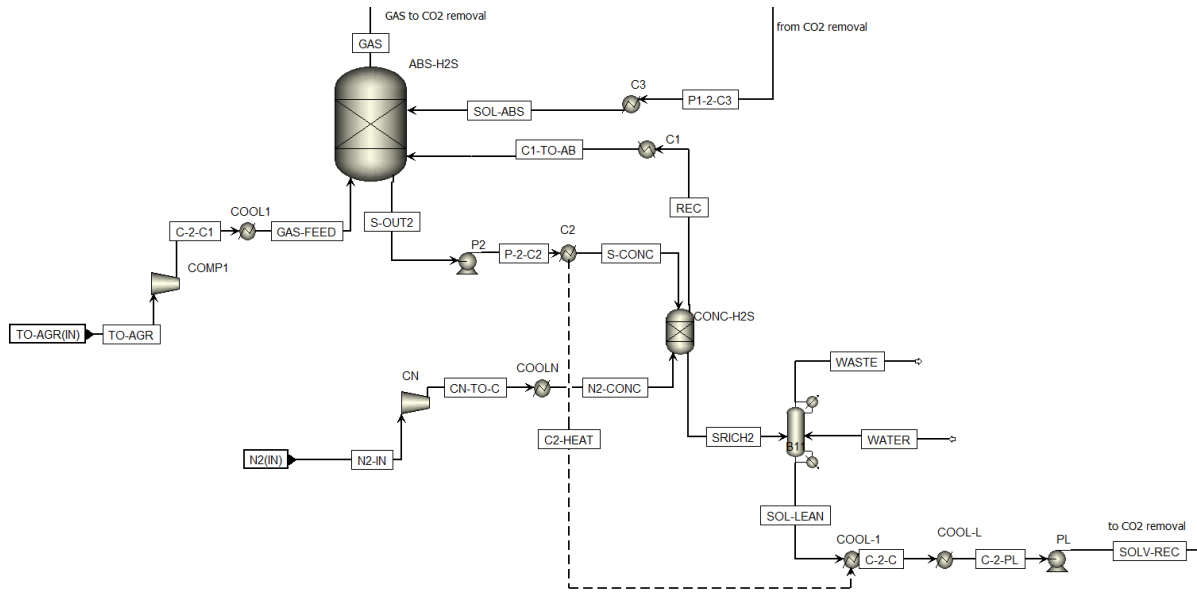 GAS to CO2 removal
from CO2 removal
GAS
ABS-H2S
C3
SOL-ABS
P1-2-C3
C1
C1-TO-AB
COOL1
C-2-C1
GAS-FEED
S-OUT2
REC
C2
P2
P-2-C2
S-CONC
COMP1
TO-AGR(IN)
TO-AGR
CONC-H2S
WASTE
CN
COOLN
CN-TO-C
N2-CONC
C2-HEAT
SRICH2
WATER
B11
N2(IN)
N2-IN
SOL-LEAN
to CO2 removal
COOL-1
COOL-L
PL
C-2-C
C-2-PL
SOLV-REC